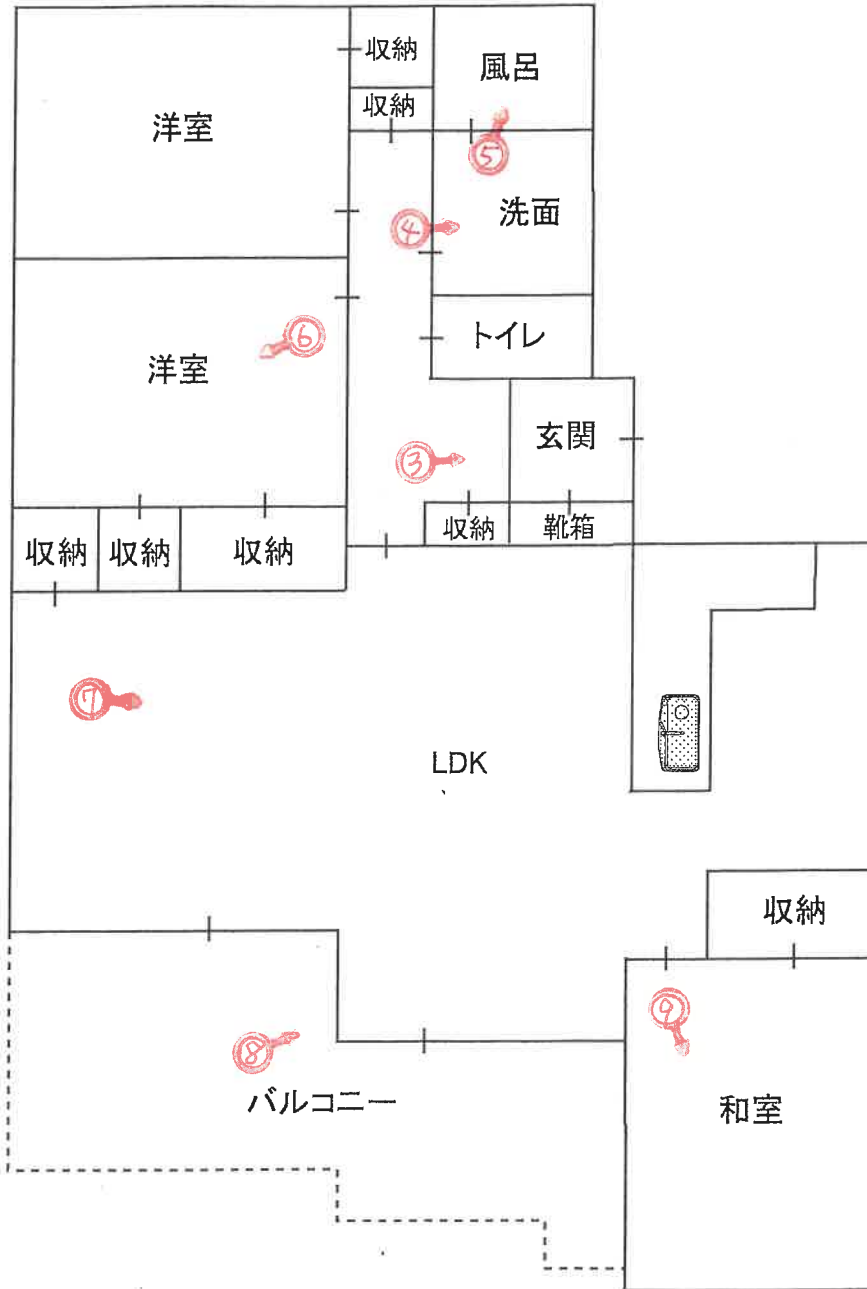 収納
風呂
収納
洋室
⑤
洗面
④
トイレ
⑥
洋室
玄関
③
収納
靴箱
収納
収納
収納
⑦
LDK
収納
⑨
⑧
バルコニー
和室